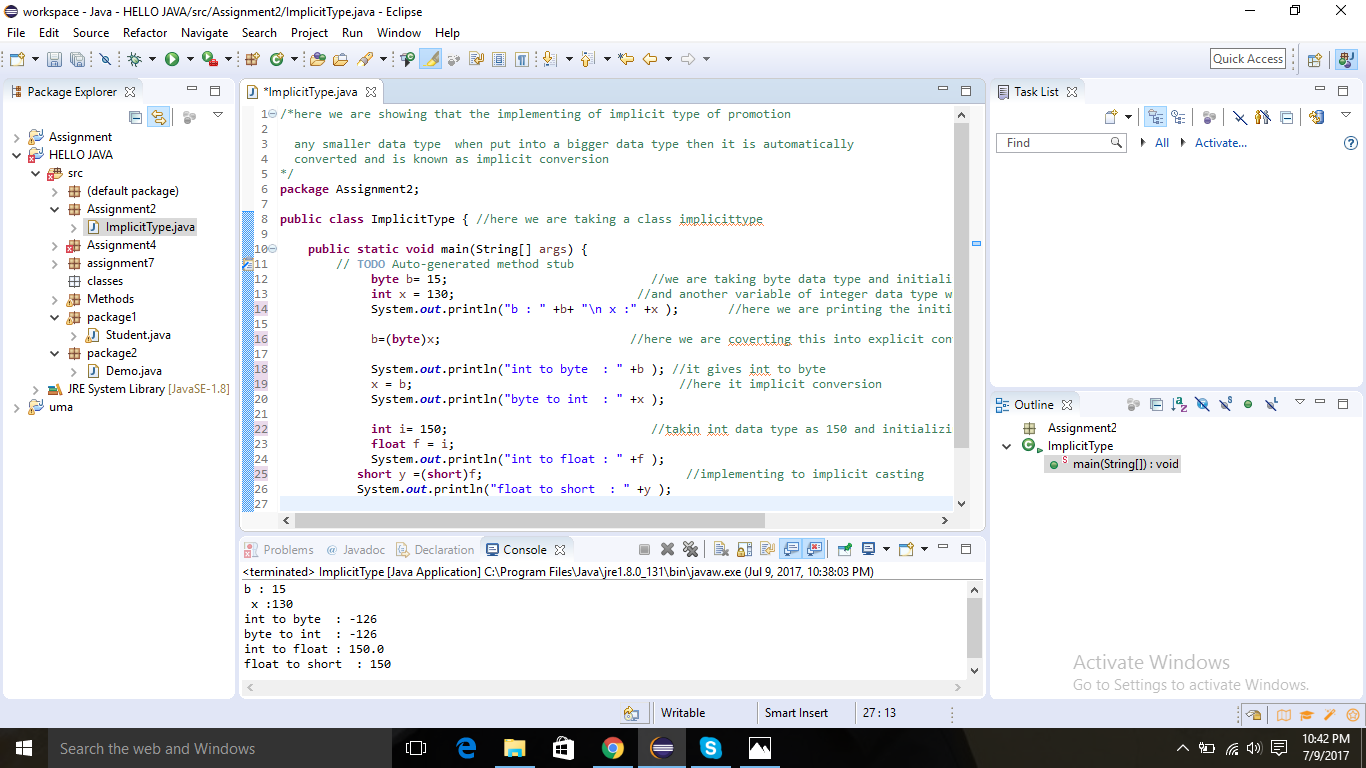 workspace - Java - HELLO JAVA/src/Assignment2/ImplicitType.java - Eclipse
File Edit Source Refactor Navigate Search Project Run Window Help
Quick Access
Package Explorer
Assignment
HELLO JAVA
src
(default package)
Assignment2
ImplicitType.java
Assignment4
assignment7
classes
Methods
package1
Student.java
package2
Demo.java
JRE System Library [JavaSE-1.8]
uma
*ImplicitType.java
1 /*here we are showing that the implementing of implicit type of promotion
2
3 any smaller data type  when put into a bigger data type then it is automatically
4 converted and is known as implicit conversion
5 */
6 package Assignment2;
7
8 public class ImplicitType { //here we are taking a class implicittype
9
10 public static void main(String[] args) {
11 // TODO Auto-generated method stub
12 byte b= 15; //we are taking byte data type and initiali
13 int x = 130; //and another variable of integer data type w
14 System.out.println("b : " +b+ "\n x :" +x ); //here we are printing the initi
15
16 b=(byte)x; //here we are coverting this into explicit con
17
18 System.out.println("int to byte  : " +b ); //it gives int to byte
19 x = b; //here it implicit conversion
20 System.out.println("byte to int  : " +x );
21
22 int i= 150; //takin int data type as 150 and initializi
23 float f = i;
24 System.out.println("int to float : " +f );
25 short y =(short)f; //implementing to implicit casting
26 System.out.println("float to short  : " +y );
27
Problems @ Javadoc Declaration Console
<terminated> ImplicitType [Java Application] C:\Program Files\Java\jre1.8.0_131\bin\javaw.exe (Jul 9, 2017, 10:38:03 PM)
b : 15
x :130
int to byte  : -126
byte to int  : -126
int to float : 150.0
float to short  : 150
Task List
Find All Activate...
Outline
Assignment2
ImplicitType
main(String[]) : void
Activate Windows
Go to Settings to activate Windows.
Writable Smart Insert 27 : 13
Search the web and Windows
10:42 PM
7/9/2017